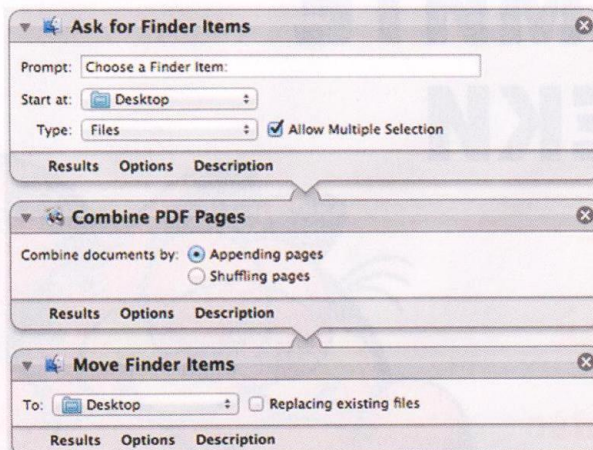 Ask for Finder Items
Prompt: Choose a Finder Item:
Start at: Desktop
Type: Files Allow Multiple Selection
Results Options Description
Combine PDF Pages
Combine documents by: Appending pages
Shuffling pages
Results Options Description
Move Finder Items
To: Desktop Replacing existing files
Results Options Description